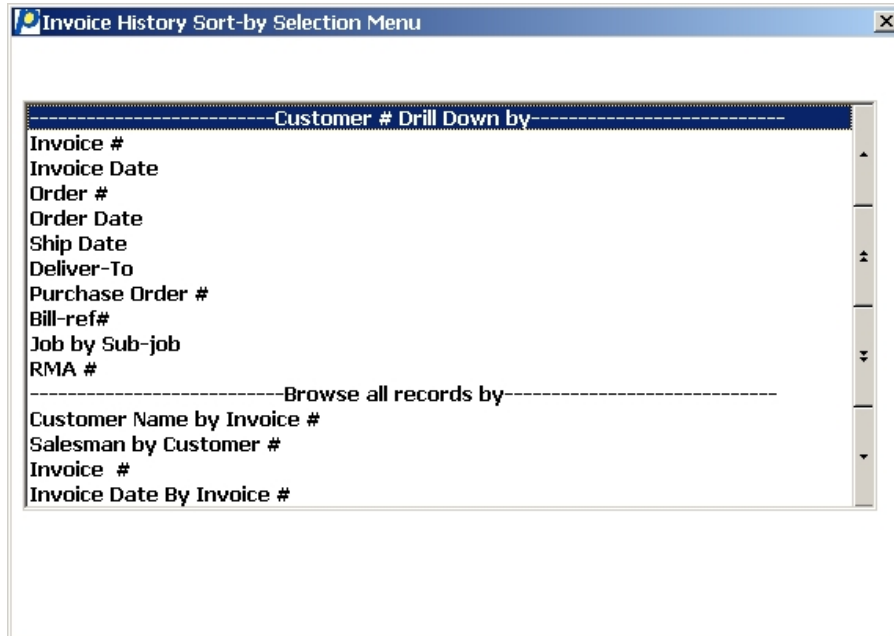 Invoice History Sort-by Selection Menu
--------------------------Customer # Drill Down by---------------------------
Invoice #
Invoice Date
Order #
Order Date
Ship Date
Deliver-To
Purchase Order #
Bill-ref#
Job by Sub-job
RMA #
---------------------------Browse all records by-----------------------------
Customer Name by Invoice #
Salesman by Customer #
Invoice  #
Invoice Date By Invoice #